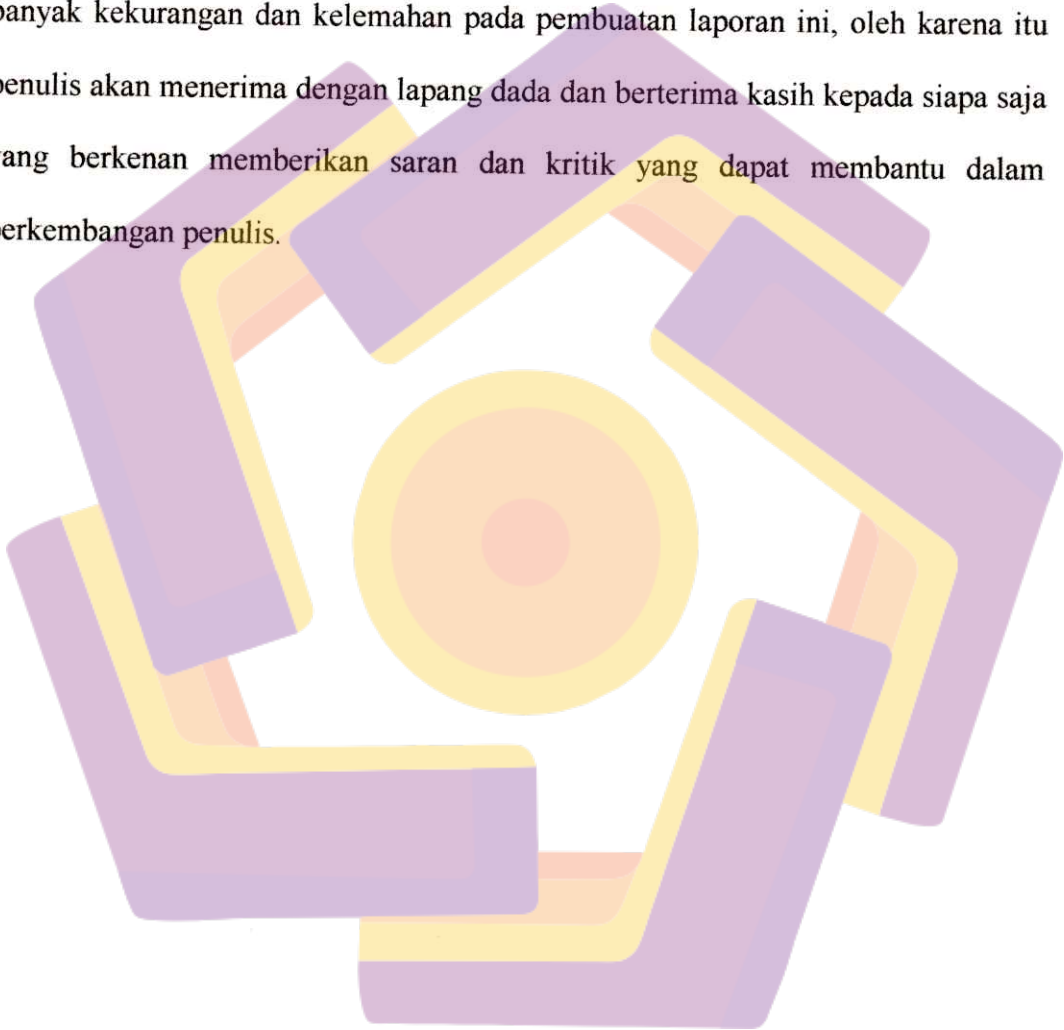 banyak kekurangan dan kelemahan pada pembuatan laporan ini, oleh karena itu
penulis akan menerima dengan lapang dada dan berterima kasih kepada siapa saja
yang berkenan memberikan saran dan kritik yang dapat membantu dalam
perkembangan penulis.